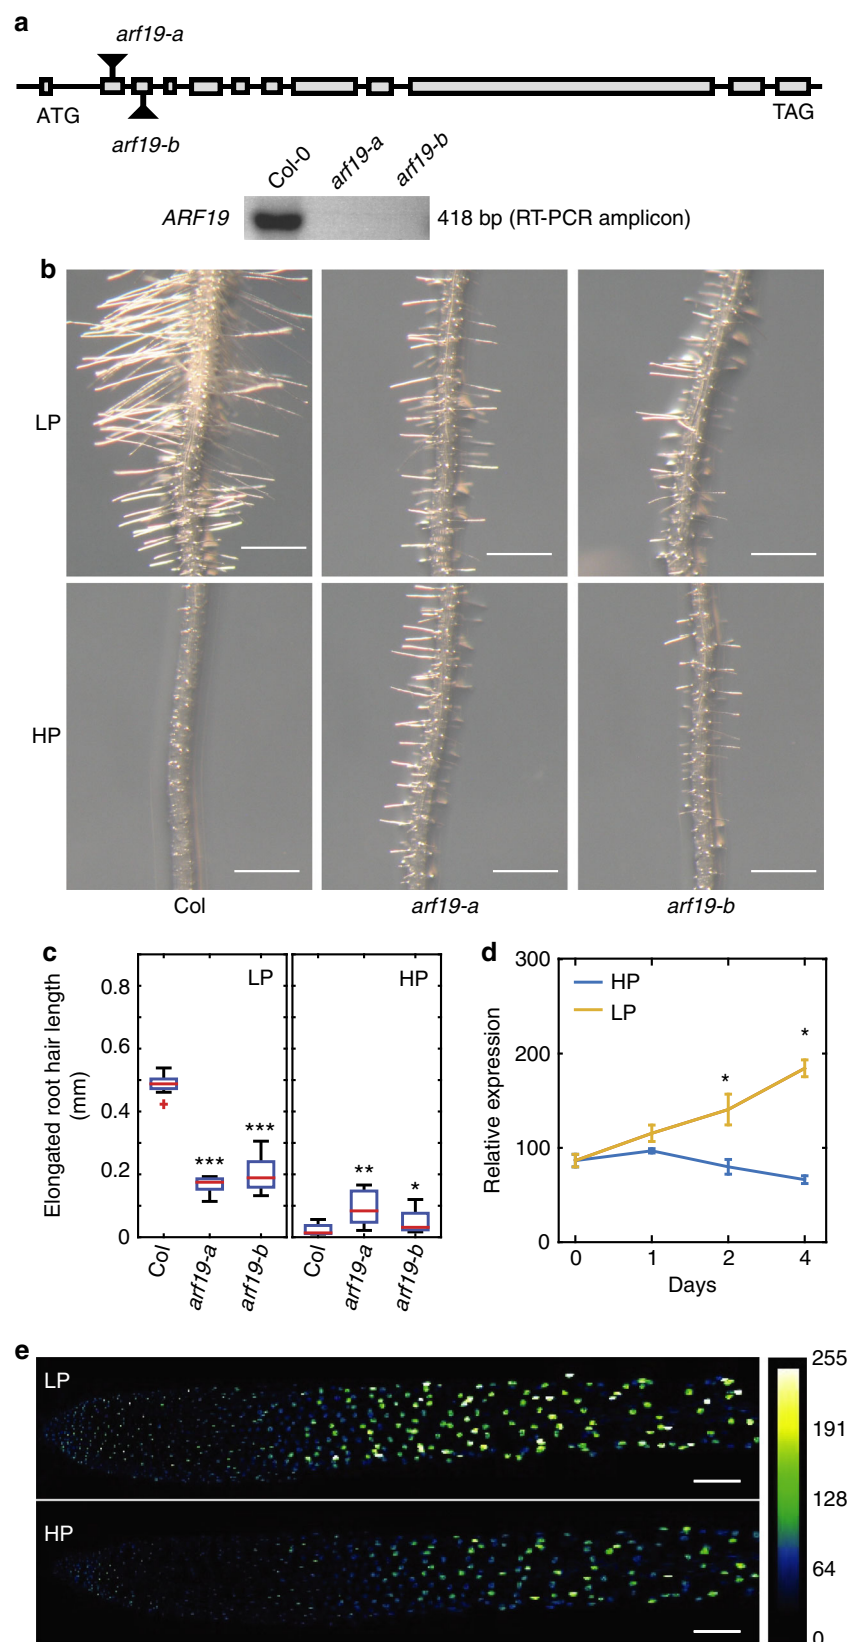 a
arf19-a
ATG
TAG
arf19-b
Col-0
arf19-a
arf19-b
ARF19
418 bp (RT-PCR amplicon)
b
LP
HP
Col
arf19-a
arf19-b
c
Elongated root hair length
(mm)
0.8
0.6
0.4
0.2
0
LP
HP
+
***
***
**
*
Col
arf19-a
arf19-b
Col
arf19-a
arf19-b
d
Relative expression
300
200
100
0
HP
LP
*
*
0
1
2
4
Days
e
LP
HP
255
191
128
64
0